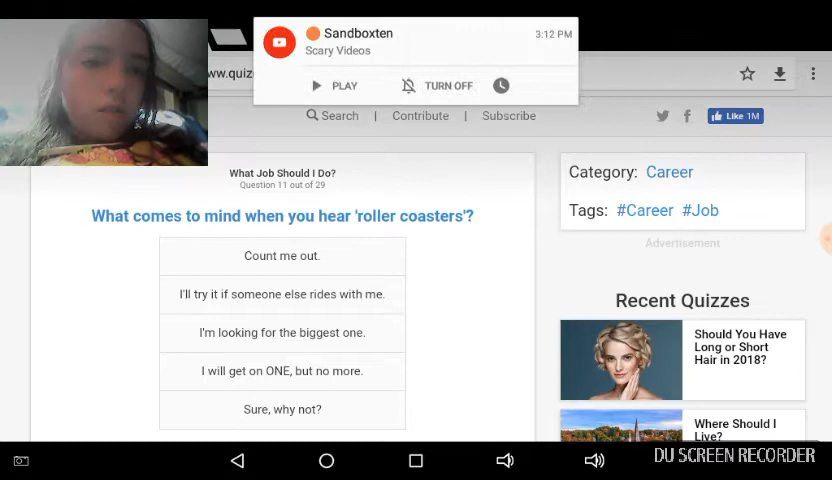 Sandboxten
3:12 PM
Scary Videos
PLAY
TURN OFF
ww.quiz
Search | Contribute | Subscribe
Like 1M
What Job Should I Do?
Question 11 out of 29
What comes to mind when you hear 'roller coasters'?
Count me out.
I'll try it if someone else rides with me.
I'm looking for the biggest one.
I will get on ONE, but no more.
Sure, why not?
Category: Career
Tags: #Career #Job
Advertisement
Recent Quizzes
Should You Have
Long or Short
Hair in 2018?
Where Should I
Live?
DU SCREEN RECORDER